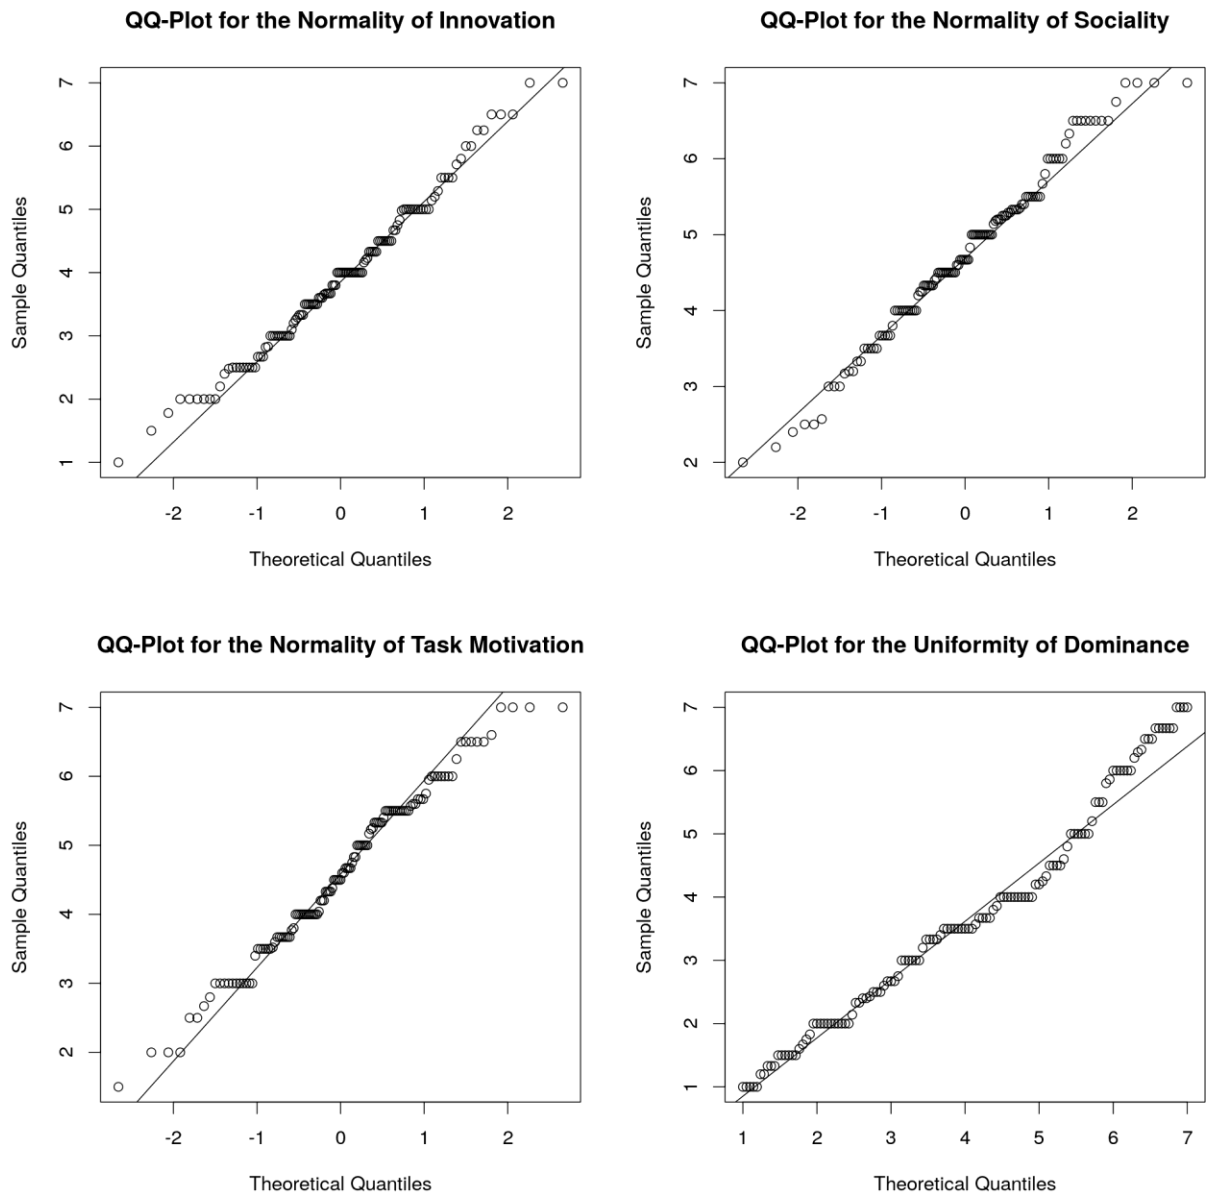 QQ-Plot for the Normality of Innovation
7
6
5
4
3
2
1
Sample Quantiles
-2 -1 0 1 2
Theoretical Quantiles
QQ-Plot for the Normality of Sociality
7
6
5
4
3
2
Sample Quantiles
-2 -1 0 1 2
Theoretical Quantiles
QQ-Plot for the Normality of Task Motivation
7
6
5
4
3
2
Sample Quantiles
-2 -1 0 1 2
Theoretical Quantiles
QQ-Plot for the Uniformity of Dominance
7
6
5
4
3
2
1
Sample Quantiles
1 2 3 4 5 6 7
Theoretical Quantiles